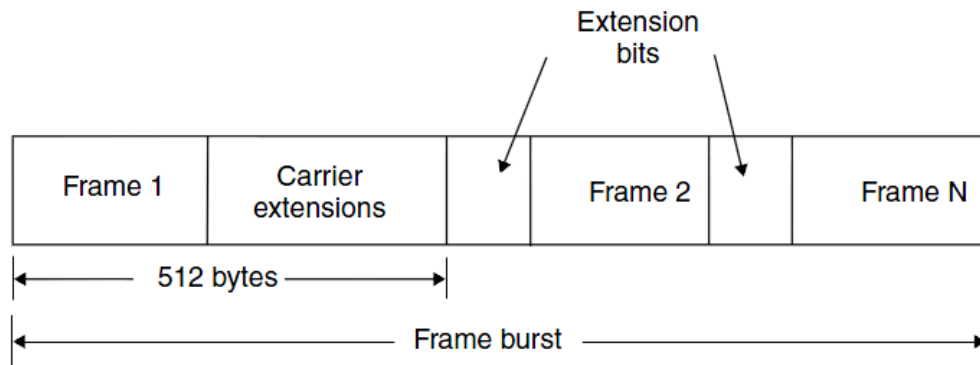 Extension
bits
Frame 1
Carrier
extensions
Frame 2
Frame N
512 bytes
Frame burst